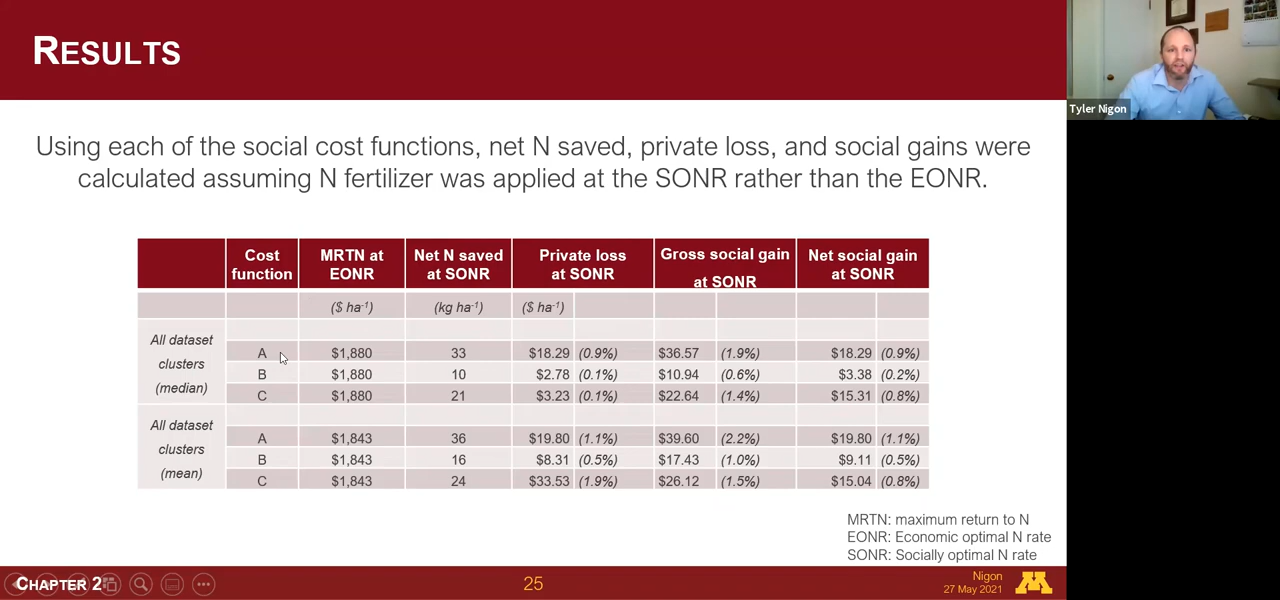 RESULTS
Tyler Nigon
Using each of the social cost functions, net N saved, private loss, and social gains were
calculated assuming N fertilizer was applied at the SONR rather than the EONR.
Cost function MRTN at EONR Net N saved at SONR Private loss at SONR Gross social gain at SONR Net social gain at SONR
($ ha-1) (kg ha-1) ($ ha-1)
All dataset clusters (median)
A $1,880 33 $18.29 (0.9%) $36.57 (1.9%) $18.29 (0.9%)
B $1,880 10 $2.78 (0.1%) $10.94 (0.6%) $3.38 (0.2%)
C $1,880 21 $3.23 (0.1%) $22.64 (1.4%) $15.31 (0.8%)
All dataset clusters (mean)
A $1,843 36 $19.80 (1.1%) $39.60 (2.2%) $19.80 (1.1%)
B $1,843 16 $8.31 (0.5%) $17.43 (1.0%) $9.11 (0.5%)
C $1,843 24 $33.53 (1.9%) $26.12 (1.5%) $15.04 (0.8%)
MRTN: maximum return to N
EONR: Economic optimal N rate
SONR: Socially optimal N rate
CHAPTER 2
25
Nigon
27 May 2021
M